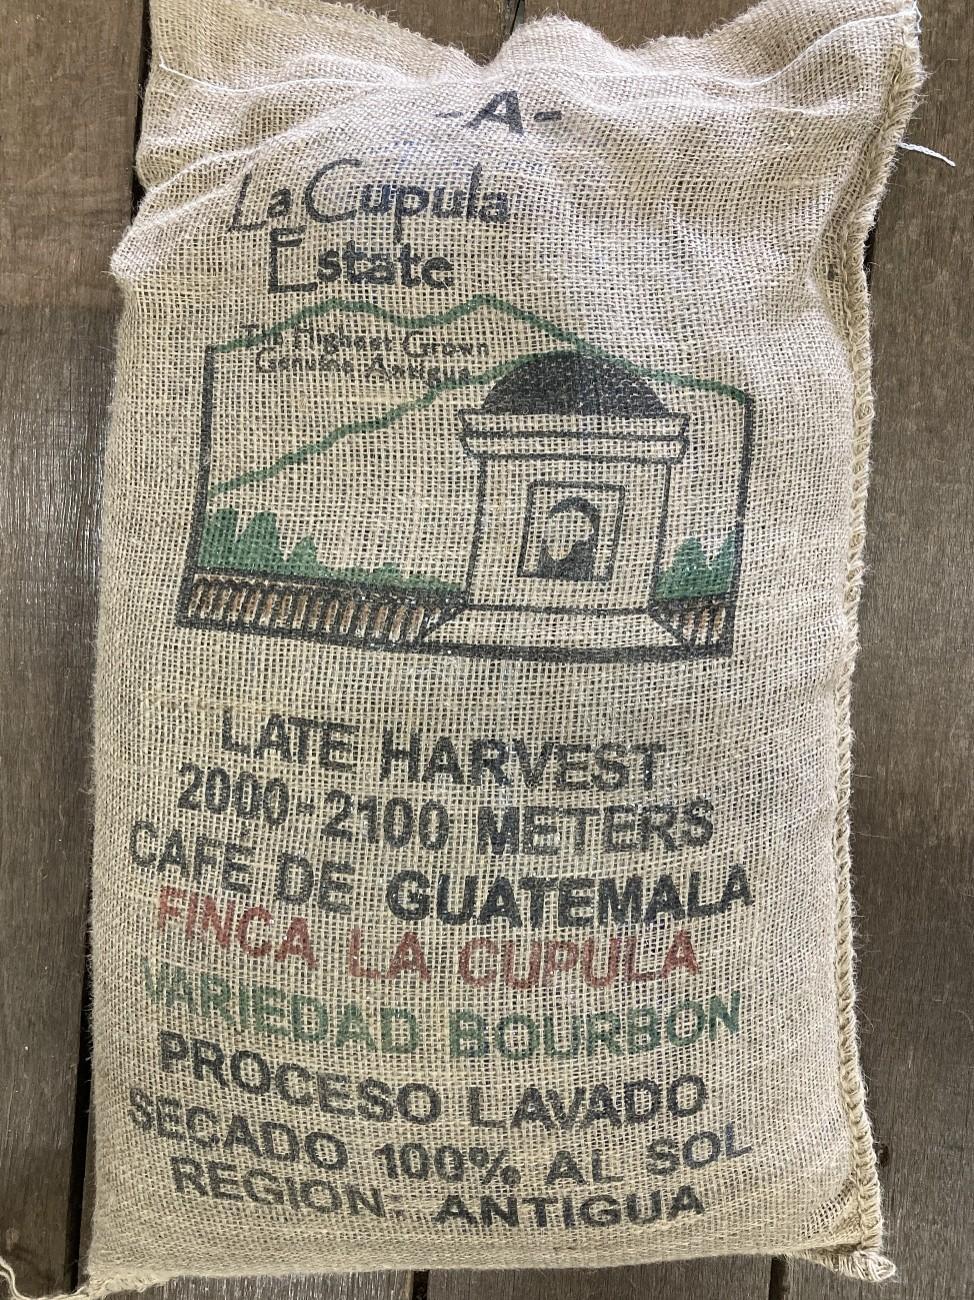 -A-
La Cupula
Estate
The Highest Grown
Genuine Antigua
LATE HARVEST
2000-2100 METERS
CAFÉ DE GUATEMALA
FINCA LA CUPULA
VARIEDAD BOURBON
PROCESO LAVADO
SECADO 100% AL SOL
REGION- ANTIGUA